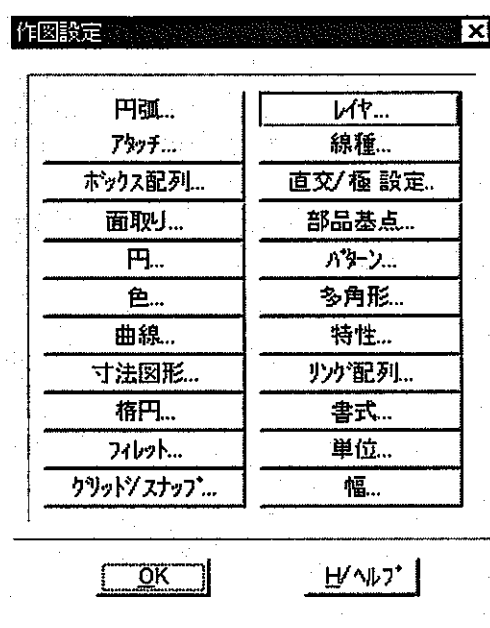 作図設定
円弧...
ｱﾀｯﾁ...
ﾎﾞｯｸｽ配列...
面取り...
円...
色...
曲線...
寸法図形...
楕円...
ﾌｨﾚｯﾄ...
ｸﾞﾘｯﾄﾞ/ｽﾅｯﾌﾟ...
ﾚｲﾔ...
線種...
直交/極 設定..
部品基点...
ﾊﾟﾀｰﾝ...
多角形...
特性...
ﾘﾝｸﾞ配列...
書式...
単位...
幅...
OK
H/ﾍﾙﾌﾟ